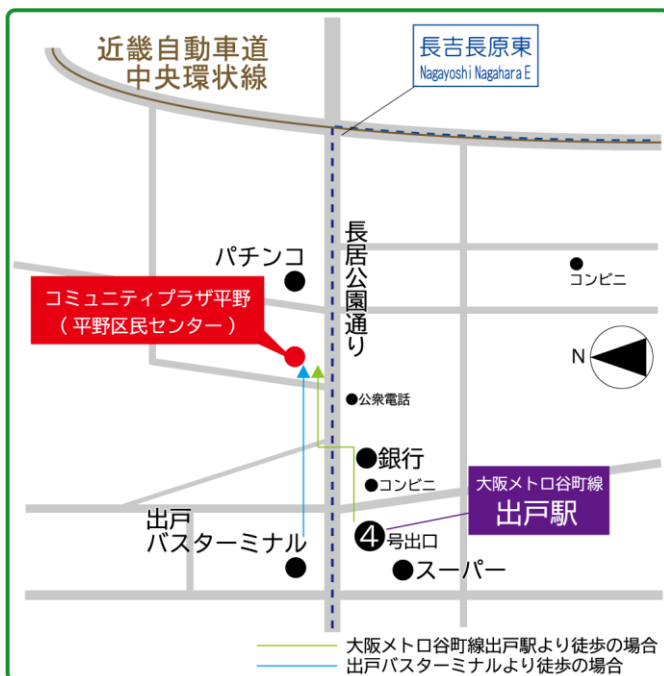 近畿自動車道
中央環状線
長吉長原東
Nagayoshi Nagahara E
長居公園通り
パチンコ
コンビニ
コミュニティプラザ平野
(平野区民センター)
N
公衆電話
銀行
コンビニ
大阪メトロ谷町線
出戸駅
出戸
バスターミナル
4号出口
スーパー
大阪メトロ谷町線出戸駅より徒歩の場合
出戸バスターミナルより徒歩の場合